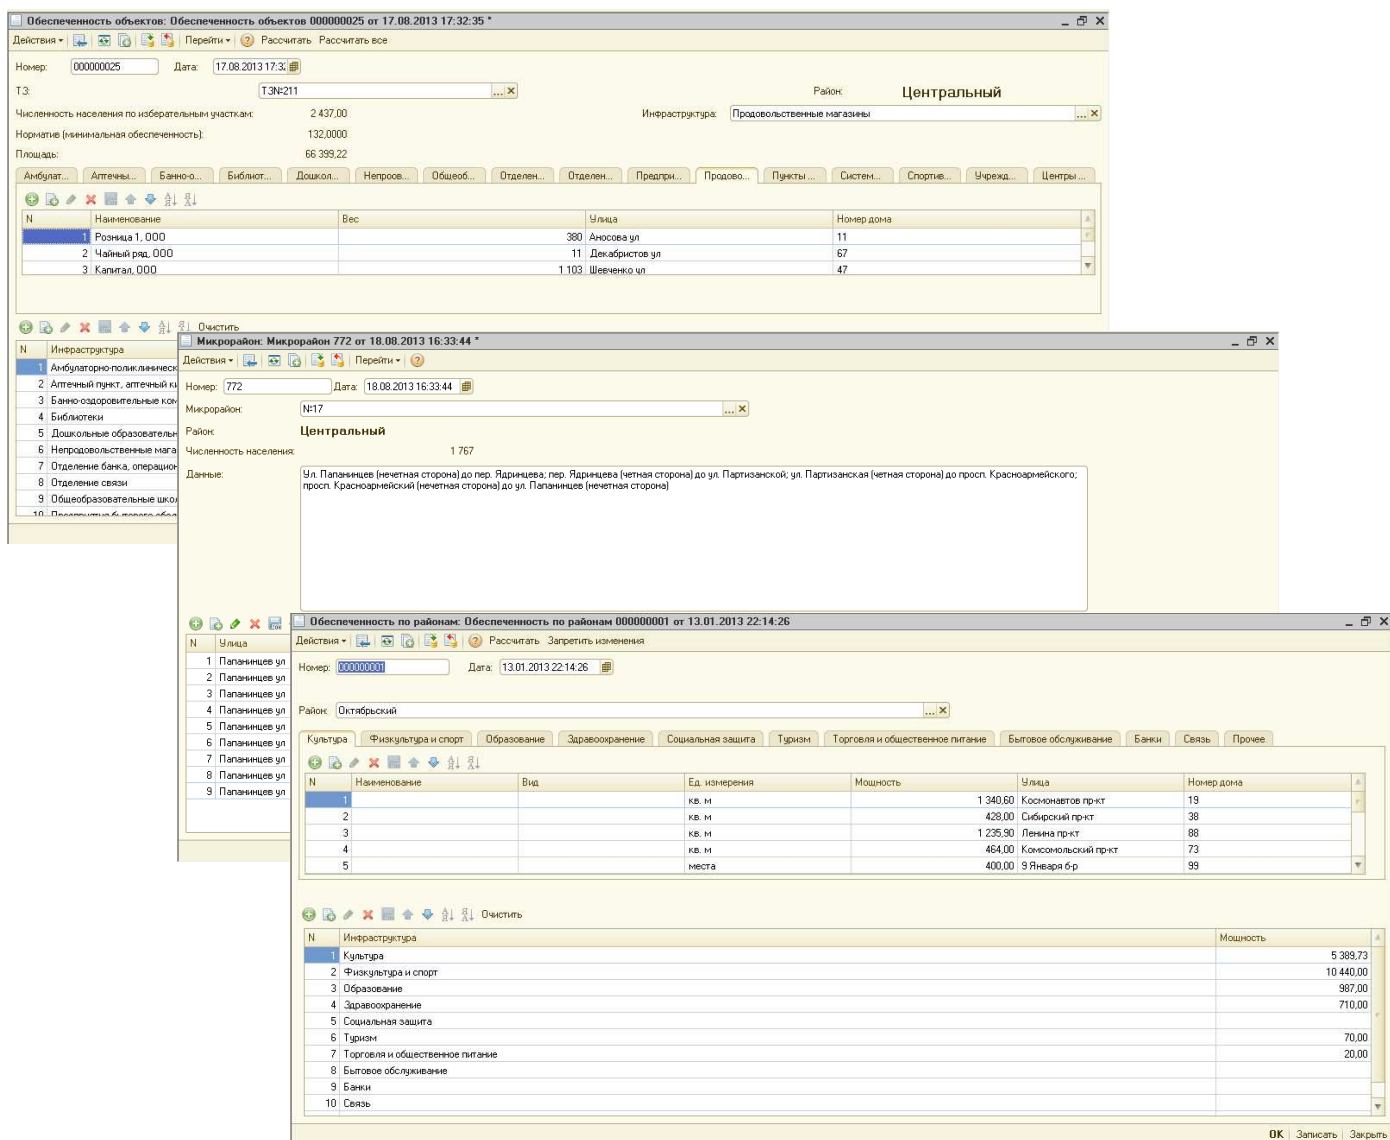 Обеспеченность объектов: Обеспеченность объектов 000000025 от 17.08.2013 17:32:35 *
Действия Перейти Рассчитать Рассчитать все
Номер: 000000025 Дата: 17.08.2013 17:32
ТЗ: ТЗ№211 Район: Центральный
Численность населения по избирательным участкам: 2 437,00 Инфраструктура: Продовольственные магазины
Норматив (минимальная обеспеченность): 132,0000
Площадь: 66 399,22
Амбулат... Аптечны... Банно-о... Библиот... Дошкол... Непроов... Общеоб... Отделен... Отделен... Предпри... Продово... Пункты ... Систем... Спортив... Учрежд... Центры ...
N Наименование Вес Улица Номер дома
1 Розница 1, ООО 380 Аносова ул 11
2 Чайный ряд, ООО 11 Декабристов ул 67
3 Капитал, ООО 1 103 Шевченко ул 47
Очистить
N Инфраструктура
1 Амбулаторно-поликлиническ
2 Аптечный пункт, аптечный ки
3 Банно-оздоровительные ком
4 Библиотеки
5 Дошкольные образовательн
6 Непродовольственные мага
7 Отделение банка, операцион
8 Отделение связи
9 Общеобразовательные шко
10 Предприятия бытового обсл
Микрорайон: Микрорайон 772 от 18.08.2013 16:33:44 *
Действия Перейти
Номер: 772 Дата: 18.08.2013 16:33:44
Микрорайон: №17
Район: Центральный
Численность населения: 1 767
Данные: Ул. Папанинцев (нечетная сторона) до пер. Ядринцева; пер. Ядринцева (четная сторона) до ул. Партизанской; ул. Партизанская (четная сторона) до просп. Красноармейского;
просп. Красноармейский (нечетная сторона) до ул. Папанинцев (нечетная сторона)
N Улица
1 Папанинцев ул
2 Папанинцев ул
3 Папанинцев ул
4 Папанинцев ул
5 Папанинцев ул
6 Папанинцев ул
7 Папанинцев ул
8 Папанинцев ул
9 Папанинцев ул
Обеспеченность по районам: Обеспеченность по районам 000000001 от 13.01.2013 22:14:26
Действия Рассчитать Запретить изменения
Номер: 000000001 Дата: 13.01.2013 22:14:26
Район: Октябрьский
Культура Физкультура и спорт Образование Здравоохранение Социальная защита Туризм Торговля и общественное питание Бытовое обслуживание Банки Связь Прочее
N Наименование Вид Ед. измерения Мощность Улица Номер дома
1 кв. м 1 340,60 Космонавтов пр-кт 19
2 кв. м 428,00 Сибирский пр-кт 38
3 кв. м 1 235,90 Ленина пр-кт 88
4 кв. м 464,00 Комсомольский пр-кт 73
5 места 400,00 9 Января б-р 99
Очистить
N Инфраструктура Мощность
1 Культура 5 389,73
2 Физкультура и спорт 10 440,00
3 Образование 987,00
4 Здравоохранение 710,00
5 Социальная защита
6 Туризм 70,00
7 Торговля и общественное питание 20,00
8 Бытовое обслуживание
9 Банки
10 Связь
ОК Записать Закрыть